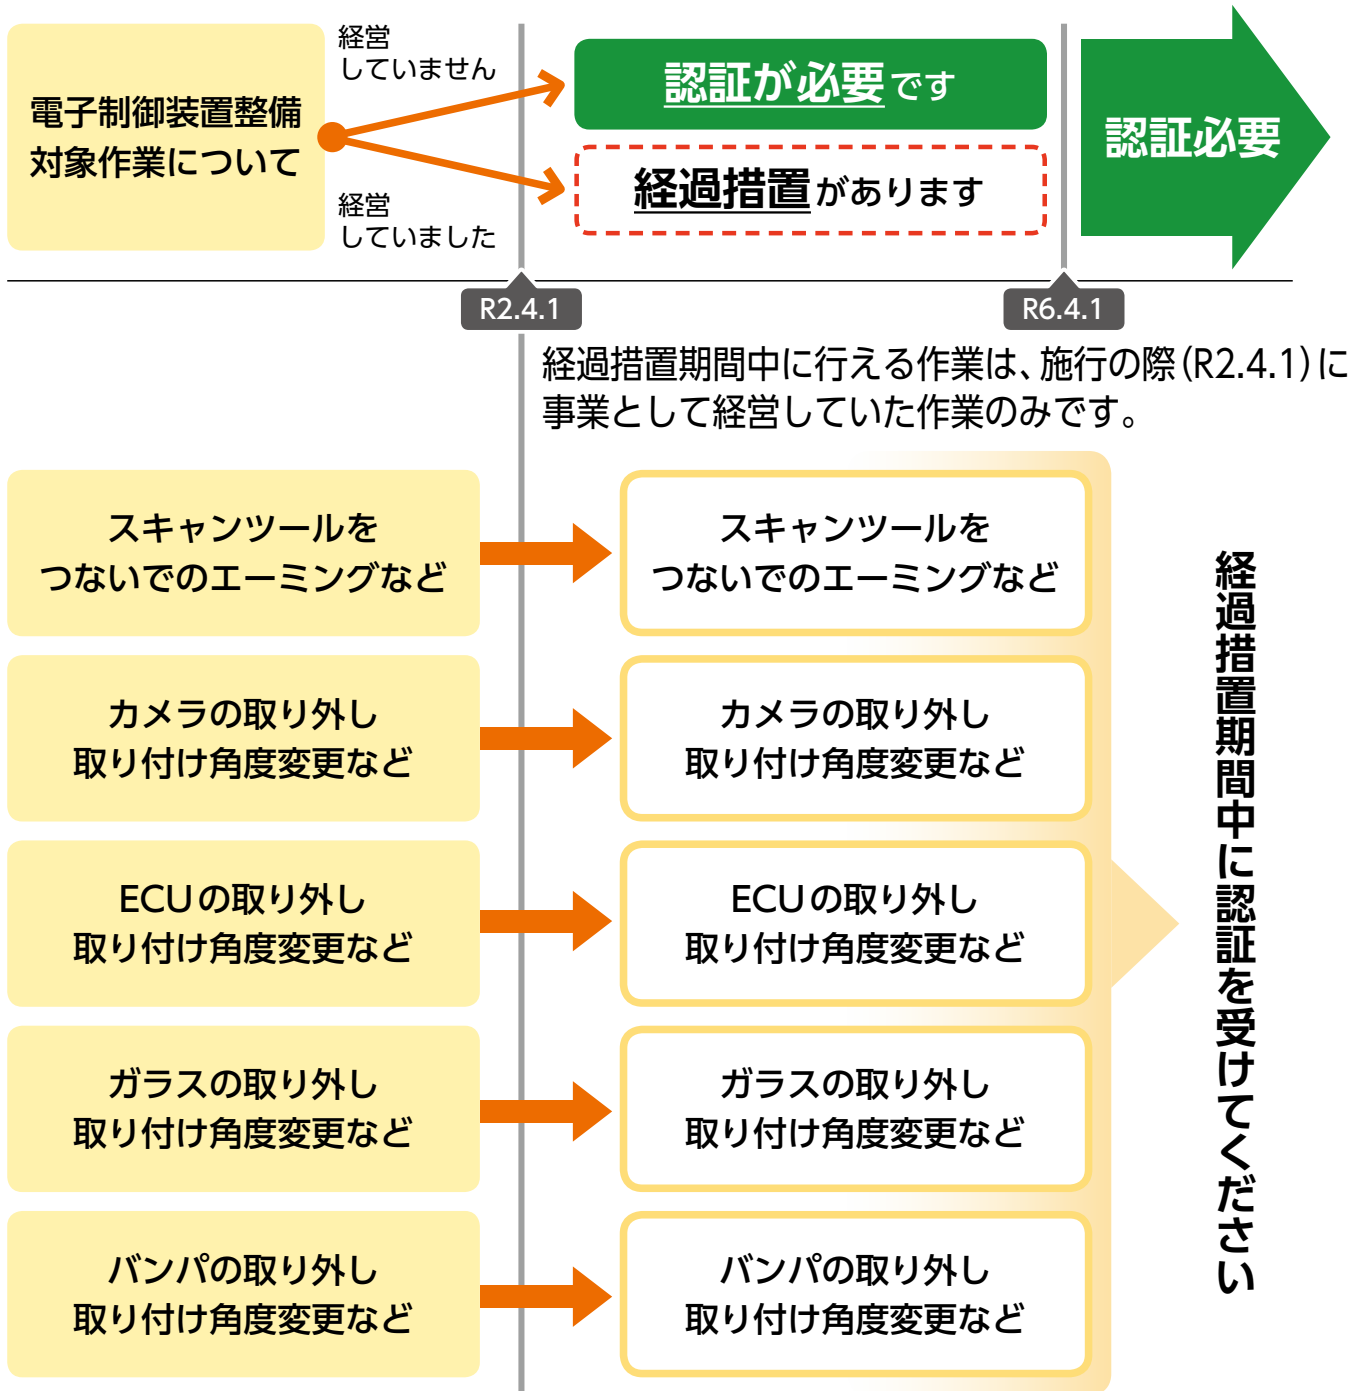 電子制御装置整備
対象作業について
経営
していません
経営
していました
認証が必要です
経過措置があります
認証必要
R2.4.1
R6.4.1
経過措置期間中に行える作業は、施行の際(R2.4.1)に
事業として経営していた作業のみです。
スキャンツールを
つないでのエーミングなど
スキャンツールを
つないでのエーミングなど
カメラの取り外し
取り付け角度変更など
カメラの取り外し
取り付け角度変更など
ECUの取り外し
取り付け角度変更など
ECUの取り外し
取り付け角度変更など
ガラスの取り外し
取り付け角度変更など
ガラスの取り外し
取り付け角度変更など
バンパの取り外し
取り付け角度変更など
バンパの取り外し
取り付け角度変更など
経過措置期間中に認証を受けてください